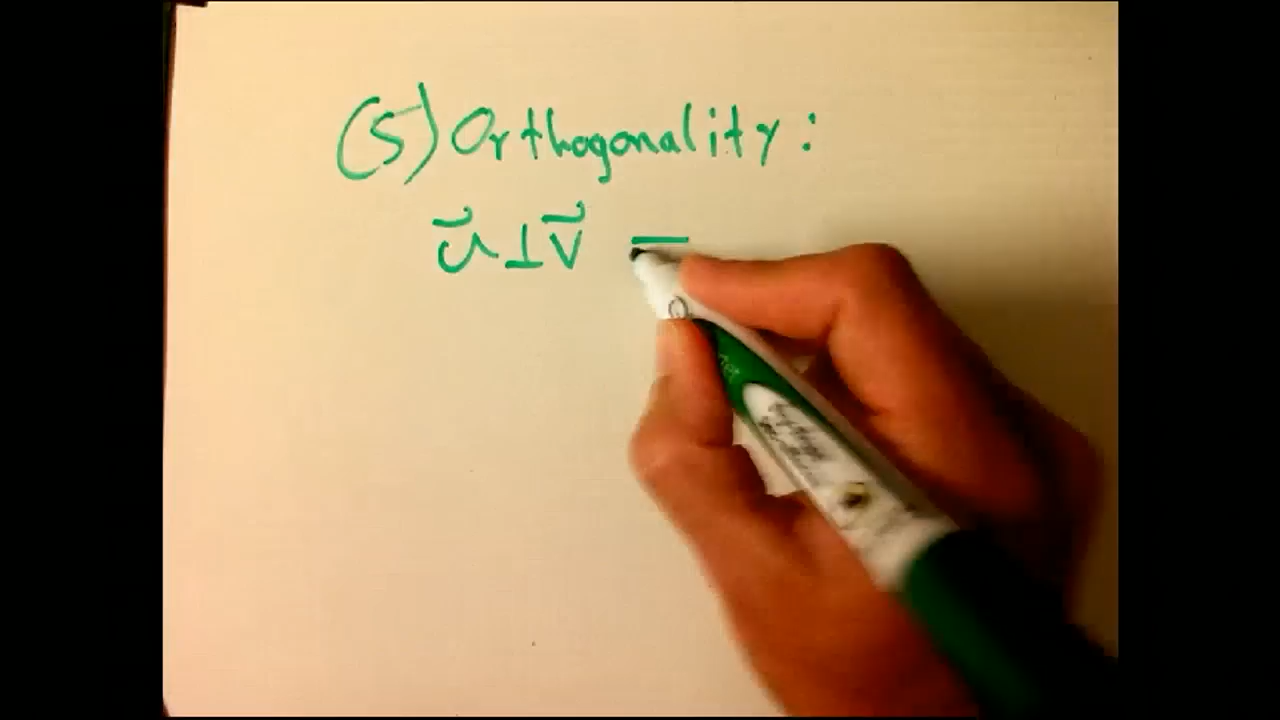 (5) Orthogonality:
u⃗ ⊥ v⃗ —